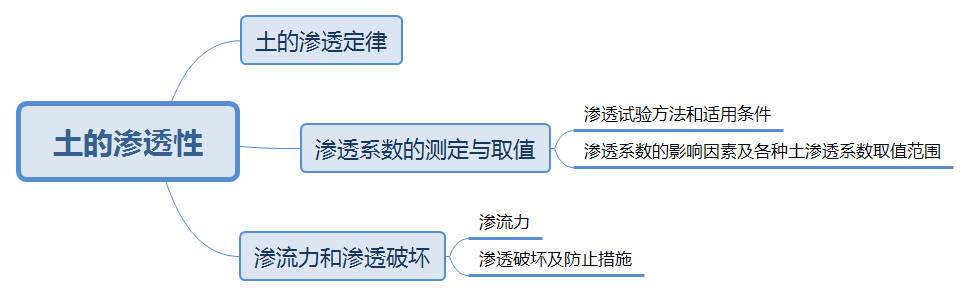 土的渗透性
土的渗透定律
渗透系数的测定与取值
渗透试验方法和适用条件
渗透系数的影响因素及各种土渗透系数取值范围
渗流力和渗透破坏
渗流力
渗透破坏及防止措施